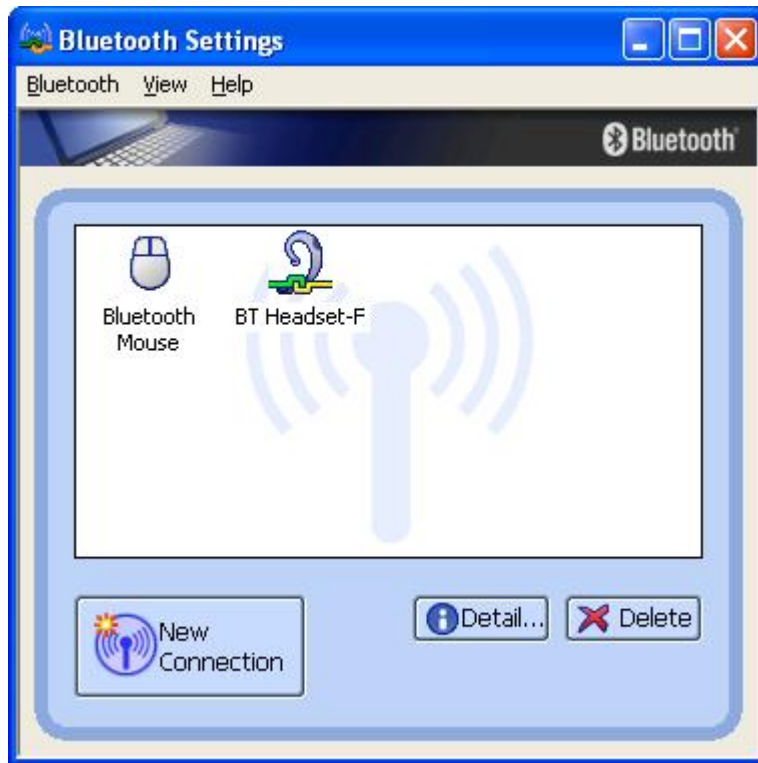 Bluetooth Settings
Bluetooth View Help
Bluetooth
Bluetooth
Mouse
BT Headset-F
New
Connection
Detail...
Delete